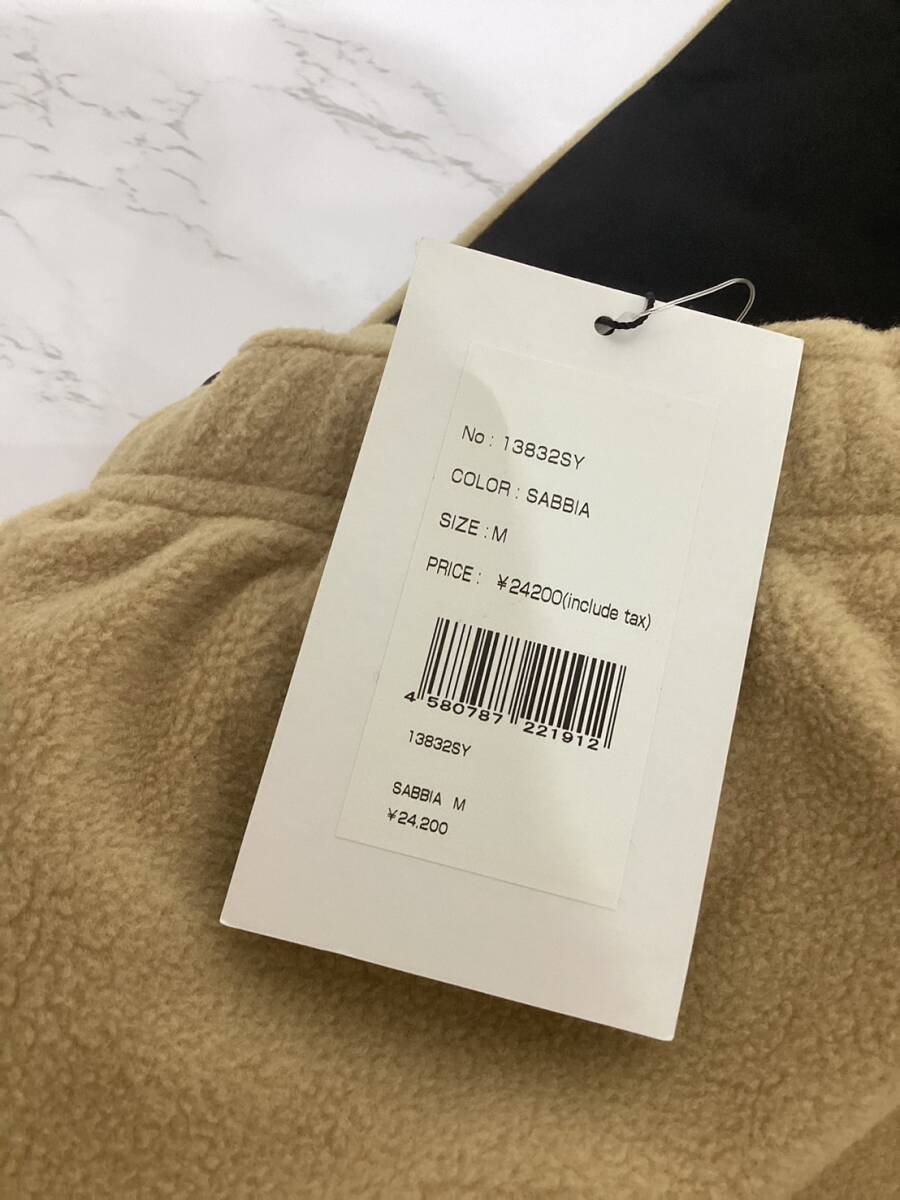 No : 13832SY
COLOR : SABBIA
SIZE : M
PRICE : ¥24200(include tax)
4 580787 221912
13832SY
SABBIA M
¥24,200